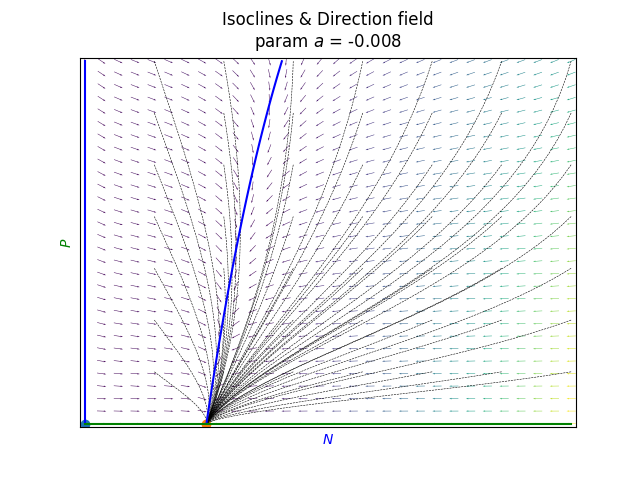 Isoclines & Direction field
param a = -0.008
P
N